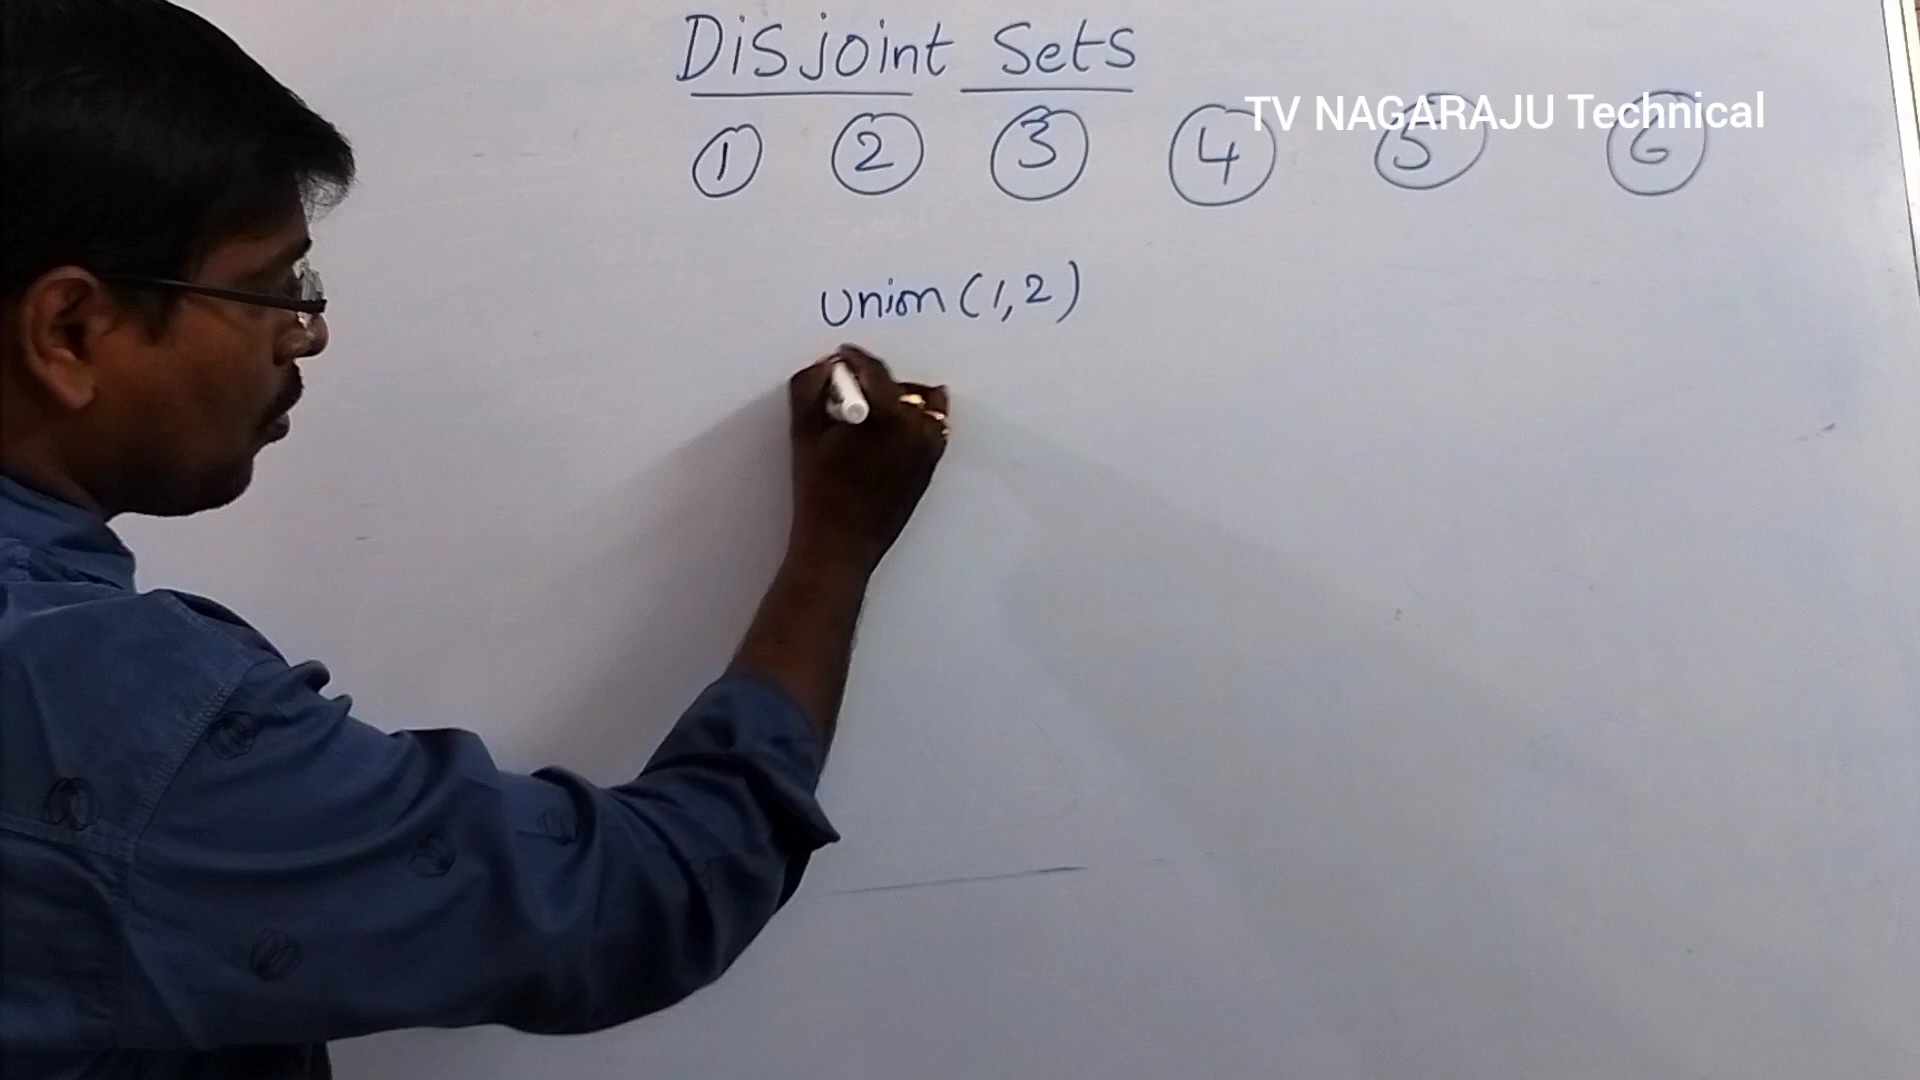 Disjoint Sets
TV NAGARAJU Technical
1 2 3 4 5 6
Union (1,2)